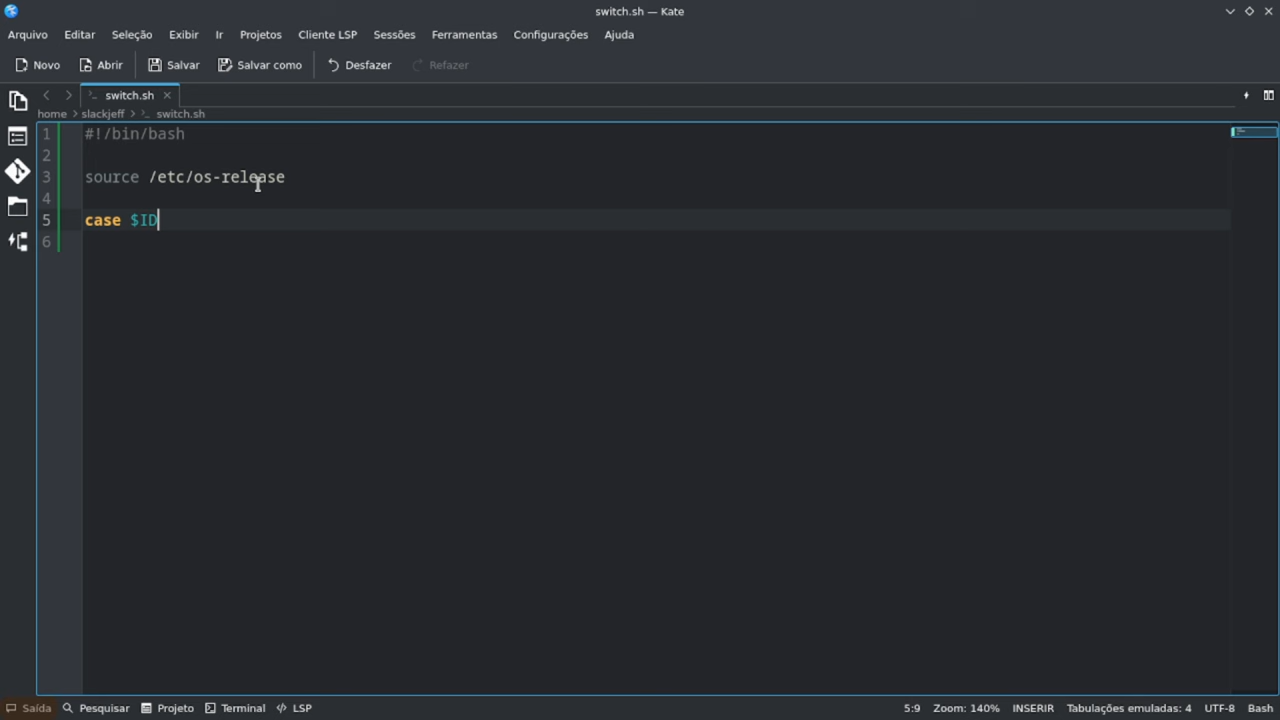 switch.sh — Kate
Arquivo Editar Seleção Exibir Ir Projetos Cliente LSP Sessões Ferramentas Configurações Ajuda
Novo Abrir Salvar Salvar como Desfazer Refazer
switch.sh
home slackjeff switch.sh
1 #!/bin/bash
2
3 source /etc/os-release
4
5 case $ID
6
Saída Pesquisar Projeto Terminal LSP 5:9 Zoom: 140% INSERIR Tabulações emuladas: 4 UTF-8 Bash